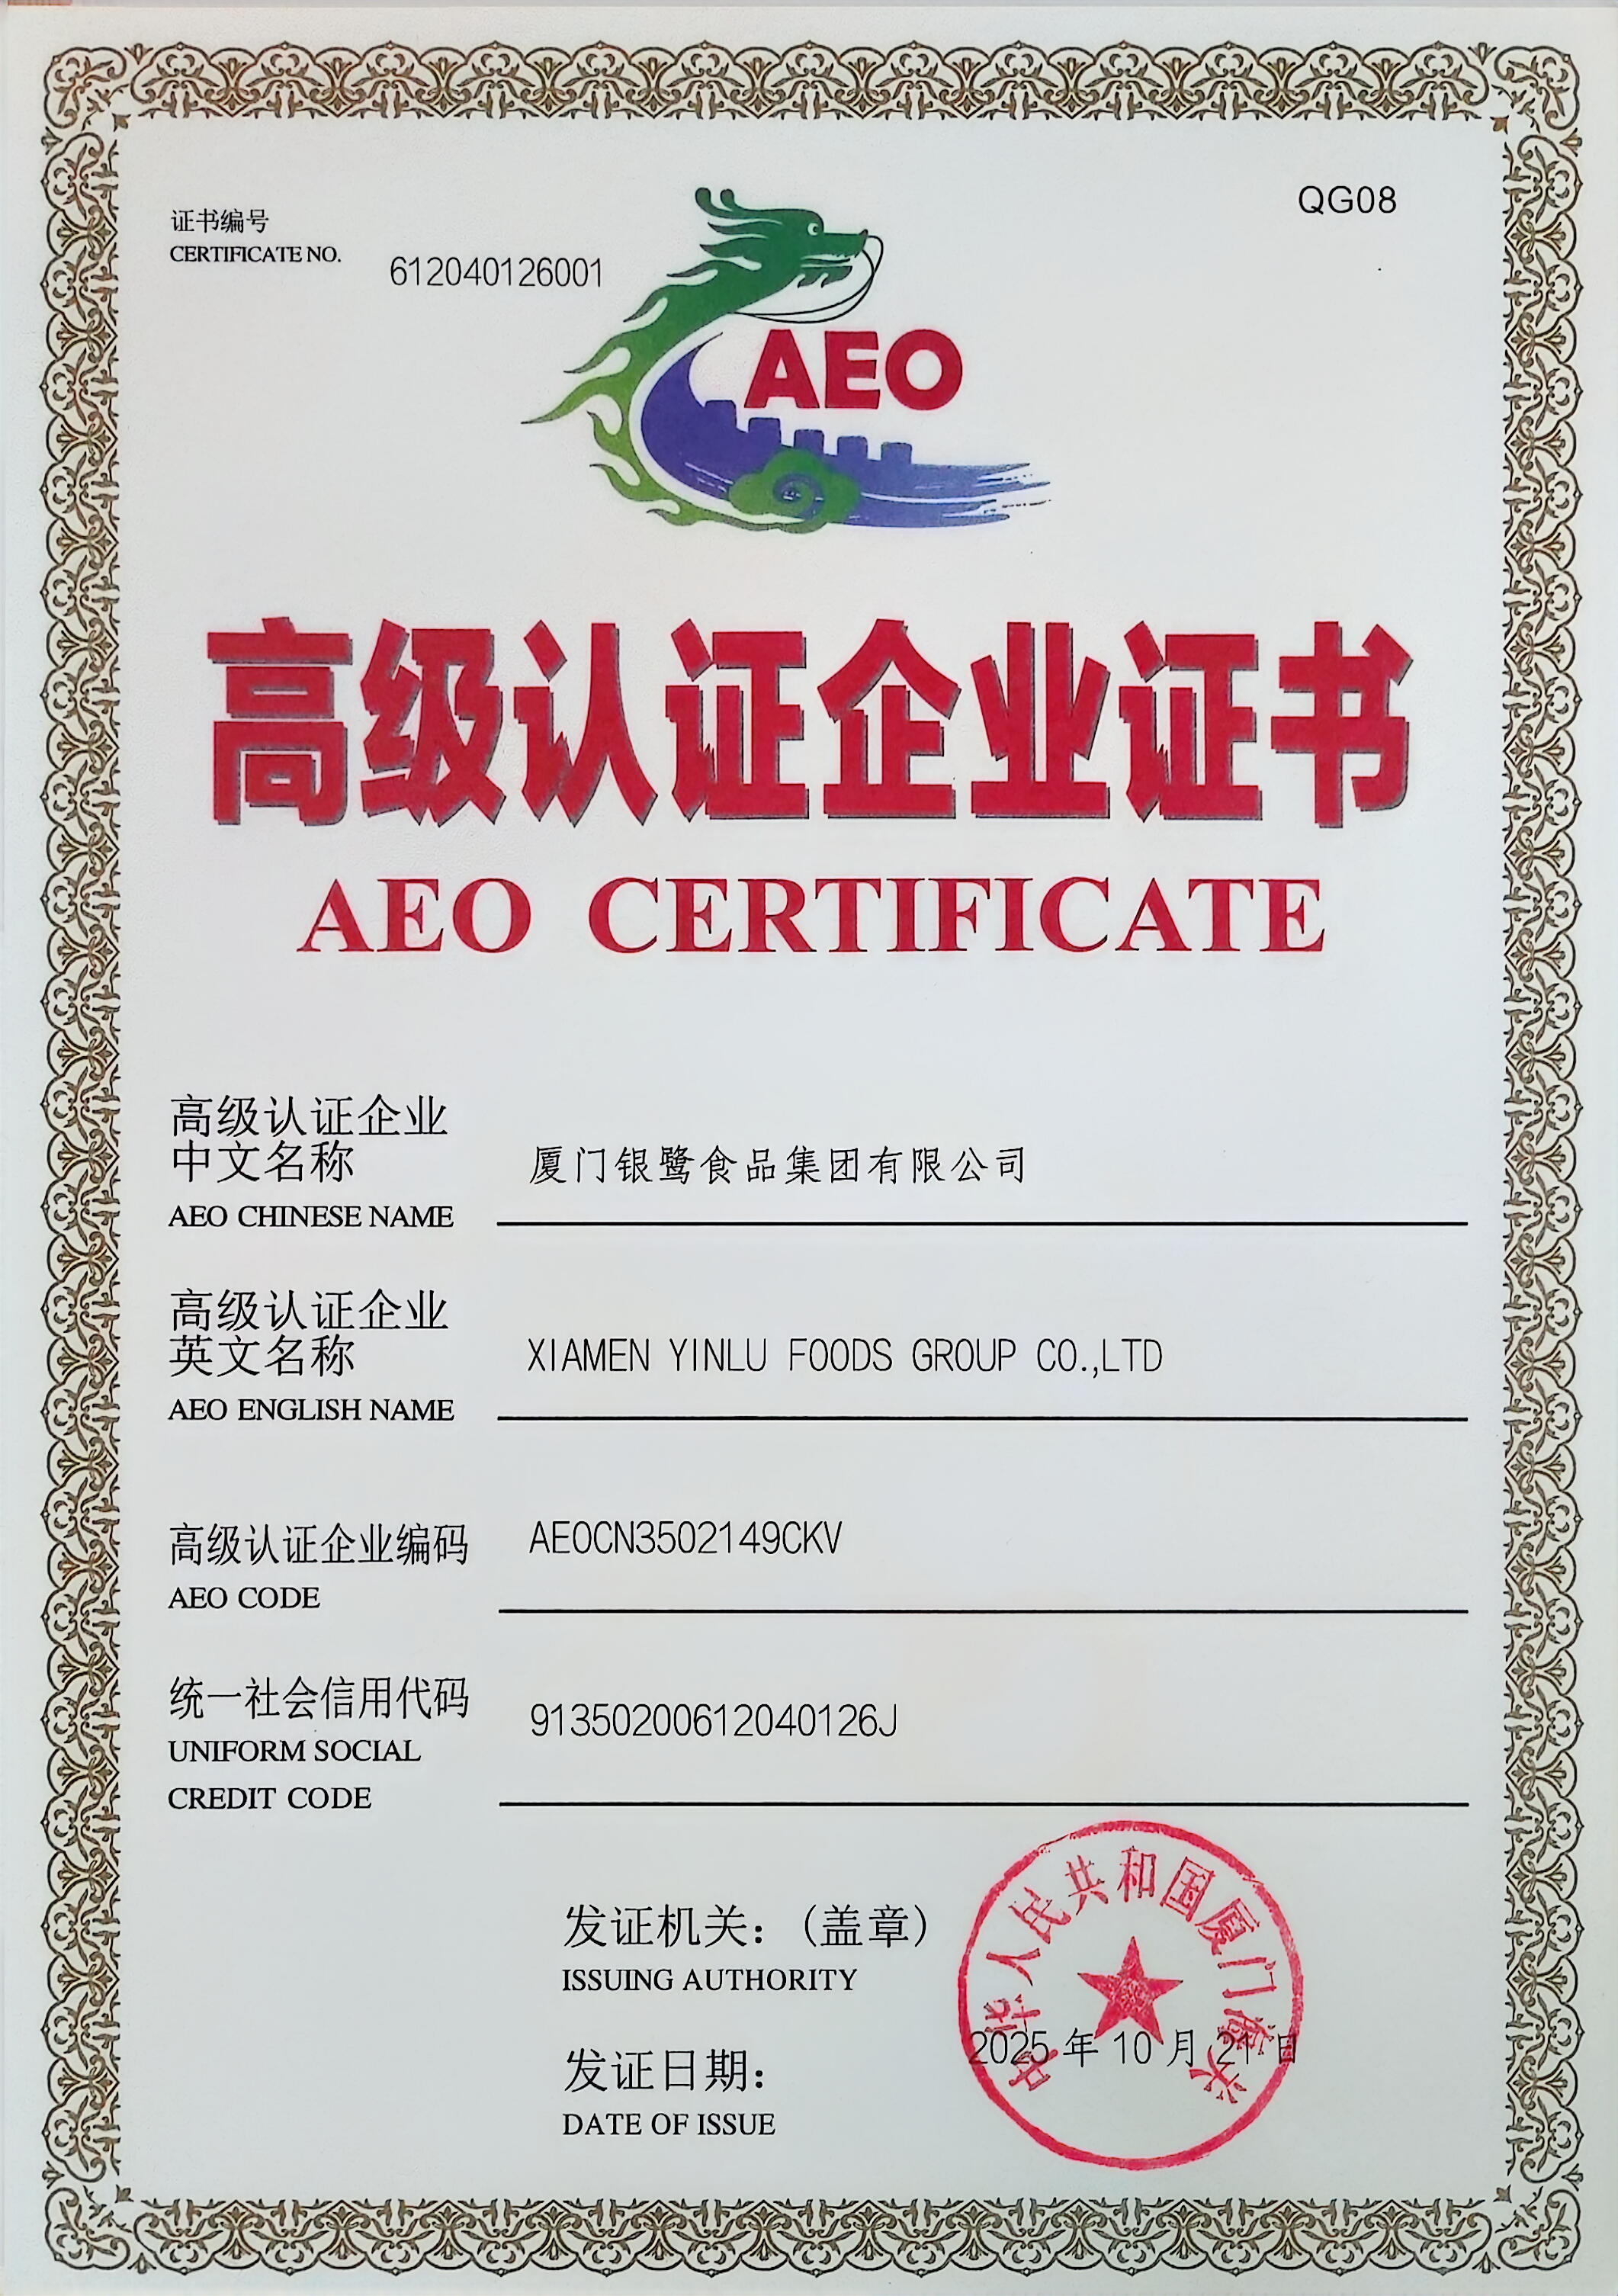 QG08
证书编号
CERTIFICATE NO.
612040126001
AEO
高级认证企业证书
AEO CERTIFICATE
高级认证企业
中文名称
厦门银鹭食品集团有限公司
AEO CHINESE NAME
高级认证企业
英文名称
XIAMEN YINLU FOODS GROUP CO.,LTD
AEO ENGLISH NAME
高级认证企业编码
AEOCN3502149CKV
AEO CODE
统一社会信用代码
91350200612040126J
UNIFORM SOCIAL
CREDIT CODE
发证机关：（盖章）
ISSUING AUTHORITY
中华人民共和国厦门海关
发证日期：
2025 年 10 月 21 日
DATE OF ISSUE